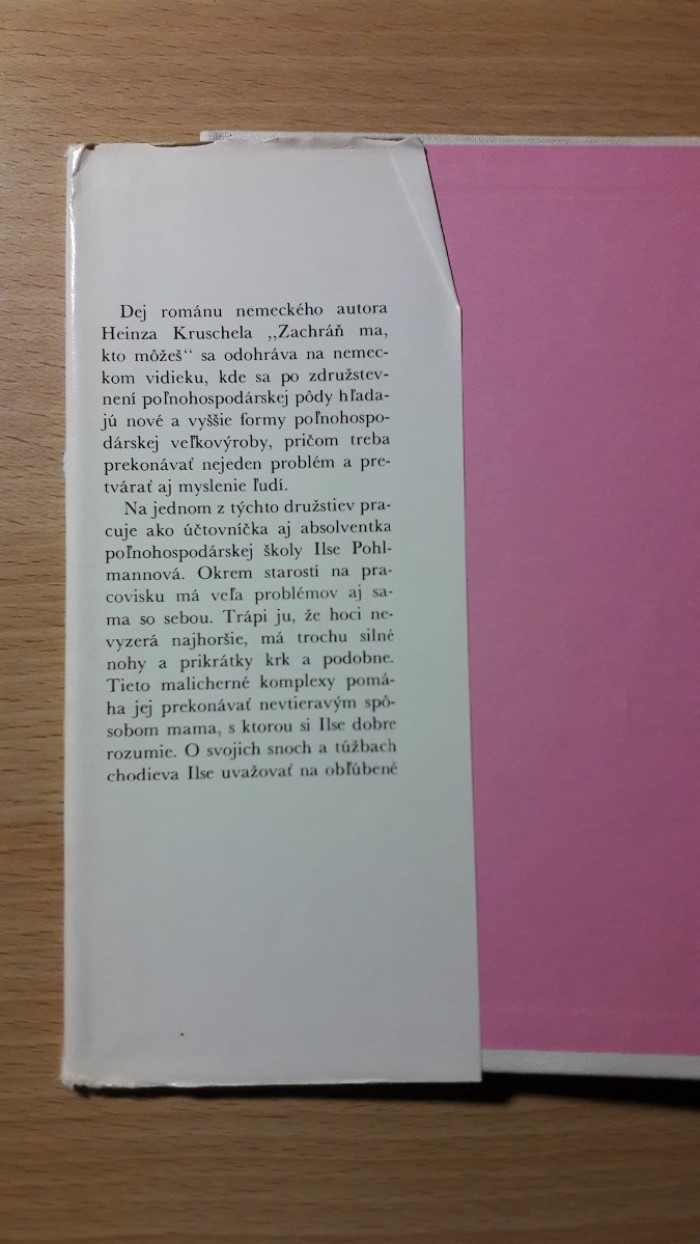 Dej románu nemeckého autora
Heinza Kruschela ,,Zachráň ma,
kto môžeš“ sa odohráva na nemec-
kom vidieku, kde sa po združstev-
není poľnohospodárskej pôdy hľada-
jú nové a vyššie formy poľnohospo-
dárskej veľkovýroby, pričom treba
prekonávať nejeden problém a pre-
tvárať aj myslenie ľudí.
Na jednom z týchto družstiev pra-
cuje ako účtovníčka aj absolventka
poľnohospodárskej školy Ilse Pohl-
mannová. Okrem starostí na pra-
covisku má veľa problémov aj sa-
ma so sebou. Trápi ju, že hoci ne-
vyzerá najhoršie, má trochu silné
nohy a prikrátky krk a podobne.
Tieto malicherné komplexy pomá-
ha jej prekonávať nevtieravým spô-
sobom mama, s ktorou si Ilse dobre
rozumie. O svojich snoch a túžbach
chodieva Ilse uvažovať na obľúbené